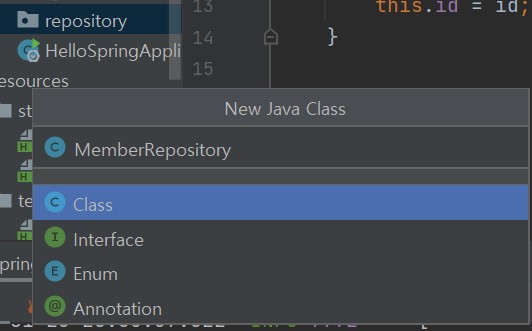 repository
13
this.id = id;
HelloSpringAppli
14
}
15
esources
st
New Java Class
MemberRepository
te
Class
Interface
Enum
Annotation